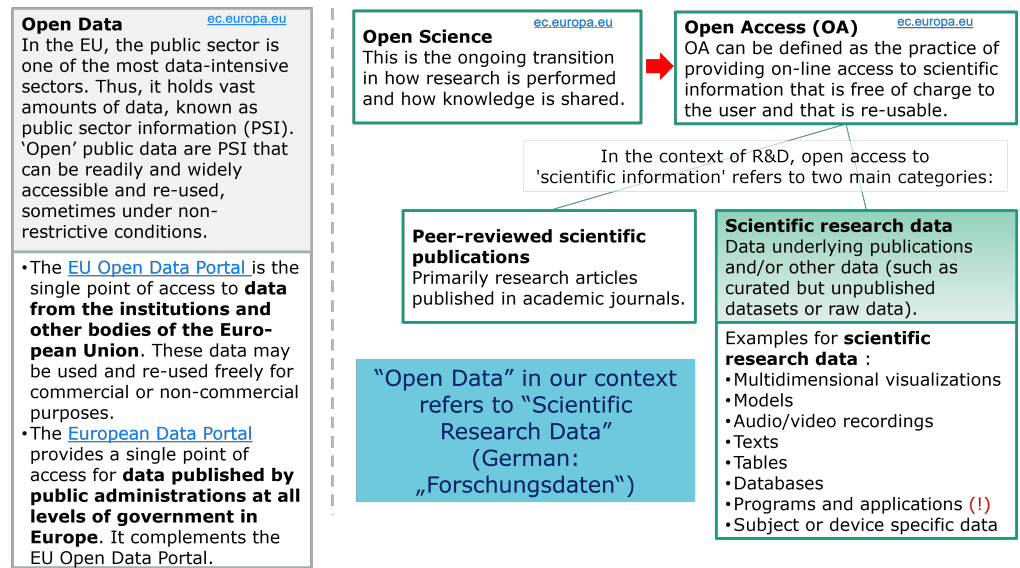 Open Data ec.europa.eu
In the EU, the public sector is
one of the most data-intensive
sectors. Thus, it holds vast
amounts of data, known as
public sector information (PSI).
‘Open’ public data are PSI that
can be readily and widely
accessible and re-used,
sometimes under non-
restrictive conditions.
•The EU Open Data Portal is the
single point of access to data
from the institutions and
other bodies of the Euro-
pean Union. These data may
be used and re-used freely for
commercial or non-commercial
purposes.
•The European Data Portal
provides a single point of
access for data published by
public administrations at all
levels of government in
Europe. It complements the
EU Open Data Portal.
ec.europa.eu
Open Science
This is the ongoing transition
in how research is performed
and how knowledge is shared.
Open Access (OA) ec.europa.eu
OA can be defined as the practice of
providing on-line access to scientific
information that is free of charge to
the user and that is re-usable.
In the context of R&D, open access to
'scientific information' refers to two main categories:
Peer-reviewed scientific
publications
Primarily research articles
published in academic journals.
Scientific research data
Data underlying publications
and/or other data (such as
curated but unpublished
datasets or raw data).
Examples for scientific
research data :
•Multidimensional visualizations
•Models
•Audio/video recordings
•Texts
•Tables
•Databases
•Programs and applications (!)
•Subject or device specific data
“Open Data” in our context
refers to “Scientific
Research Data”
(German:
„Forschungsdaten“)